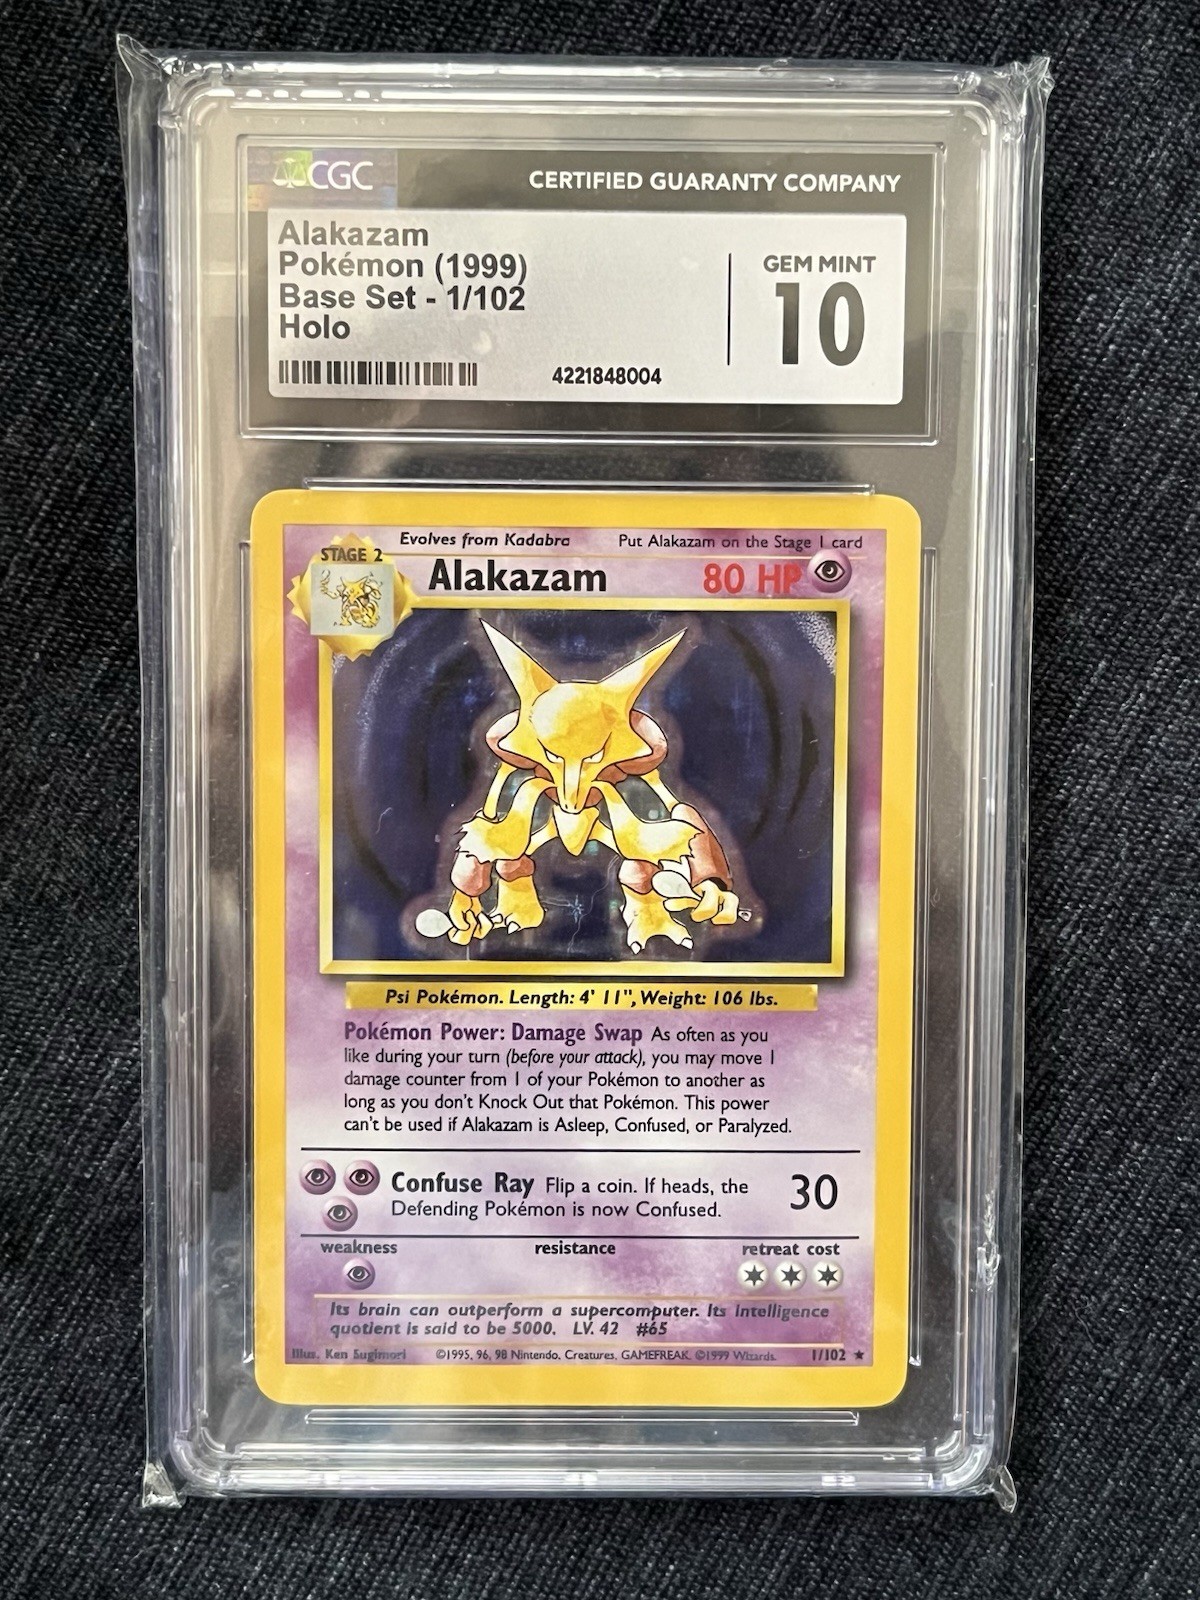 CGC
CERTIFIED GUARANTY COMPANY
Alakazam
Pokémon (1999)
Base Set - 1/102
Holo
4221848004
GEM MINT
10
Evolves from Kadabra
Put Alakazam on the Stage 1 card
STAGE 2
Alakazam
80 HP
Psi Pokémon. Length: 4' 11", Weight: 106 lbs.
Pokémon Power: Damage Swap As often as you
like during your turn (before your attack), you may move 1
damage counter from 1 of your Pokémon to another as
long as you don't Knock Out that Pokémon. This power
can't be used if Alakazam is Asleep, Confused, or Paralyzed.
Confuse Ray Flip a coin. If heads, the
Defending Pokémon is now Confused.
30
weakness
resistance
retreat cost
Its brain can outperform a supercomputer. Its intelligence
quotient is said to be 5000. LV. 42 #65
Illus. Ken Sugimori
©1995, 96, 98 Nintendo, Creatures, GAMEFREAK. ©1999 Wizards.
1/102 ★